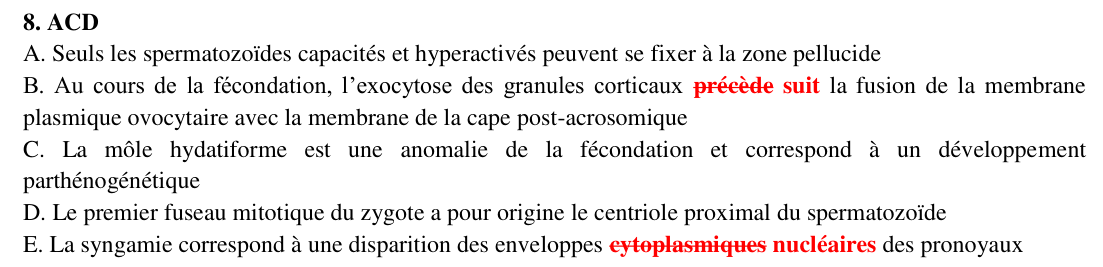 8. ACD
A. Seuls les spermatozoïdes capacités et hyperactivés peuvent se fixer à la zone pellucide
B. Au cours de la fécondation, l'exocytose des granules corticaux précède suit la fusion de la membrane
plasmique ovocytaire avec la membrane de la cape post-acrosomique
C. La môle hydatiforme est une anomalie de la fécondation et correspond à un développement
parthénogénétique
D. Le premier fuseau mitotique du zygote a pour origine le centriole proximal du spermatozoïde
E. La syngamie correspond à une disparition des enveloppes cytoplasmiques nucléaires des pronoyaux